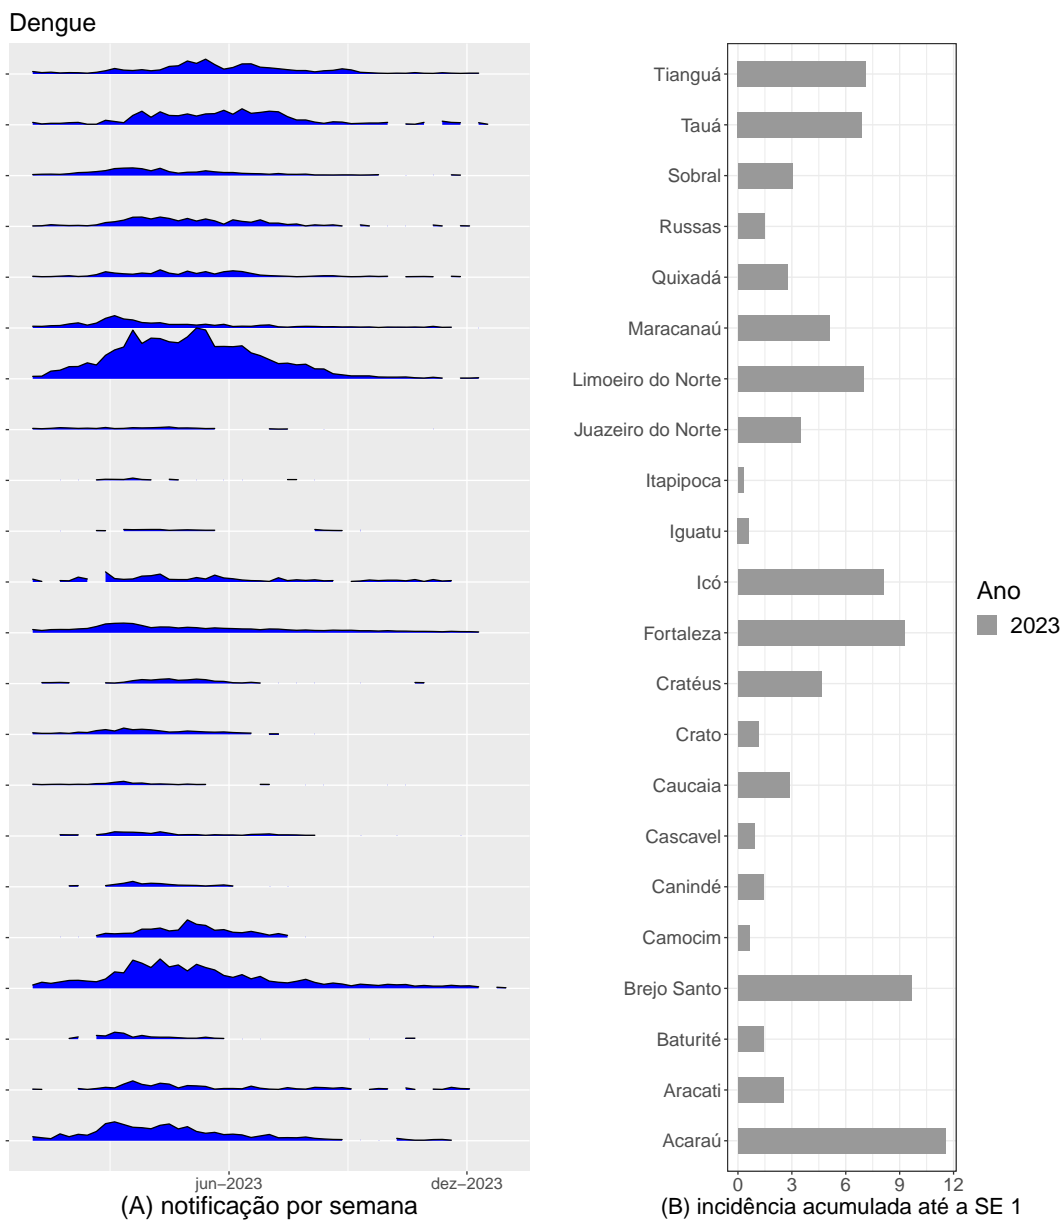 Dengue
Tianguá
Tauá
Sobral
Russas
Quixadá
Maracanaú
Limoeiro do Norte
Juazeiro do Norte
Itapipoca
Iguatu
Icó
Fortaleza
Cratéus
Crato
Caucaia
Cascavel
Canindé
Camocim
Brejo Santo
Baturité
Aracati
Acaraú
Ano
2023
jun–2023 dez–2023
(A) notificação por semana
0 3 6 9 12
(B) incidência acumulada até a SE 1